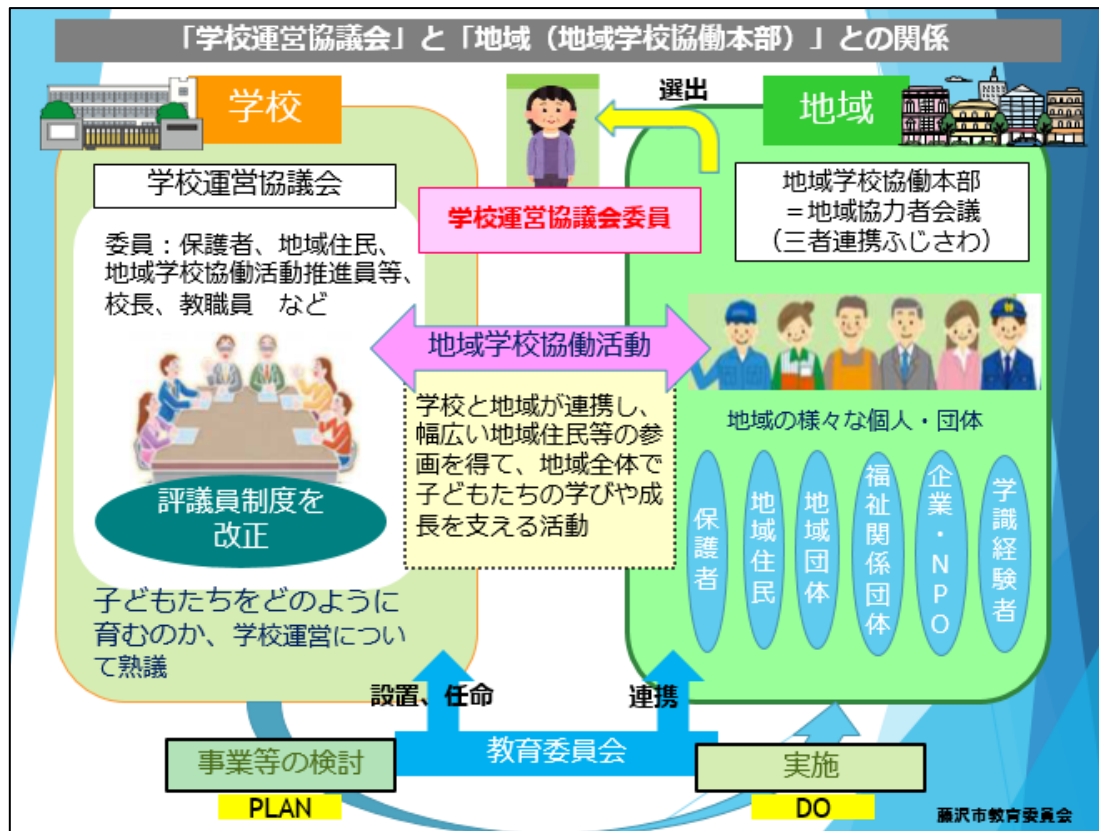 「学校運営協議会」と「地域（地域学校協働本部）」との関係
学校
選出
地域
学校運営協議会
委員：保護者、地域住民、
地域学校協働活動推進員等、
校長、教職員　など
評議員制度を
改正
子どもたちをどのように
育むのか、学校運営につい
て熟議
学校運営協議会委員
地域学校協働活動
学校と地域が連携し、
幅広い地域住民等の参
画を得て、地域全体で
子どもたちの学びや成
長を支える活動
地域学校協働本部
＝地域協力者会議
（三者連携ふじさわ）
地域の様々な個人・団体
保護者
地域住民
地域団体
福祉関係団体
企業・NPO
学識経験者
設置、任命
連携
教育委員会
事業等の検討
PLAN
実施
DO
藤沢市教育委員会